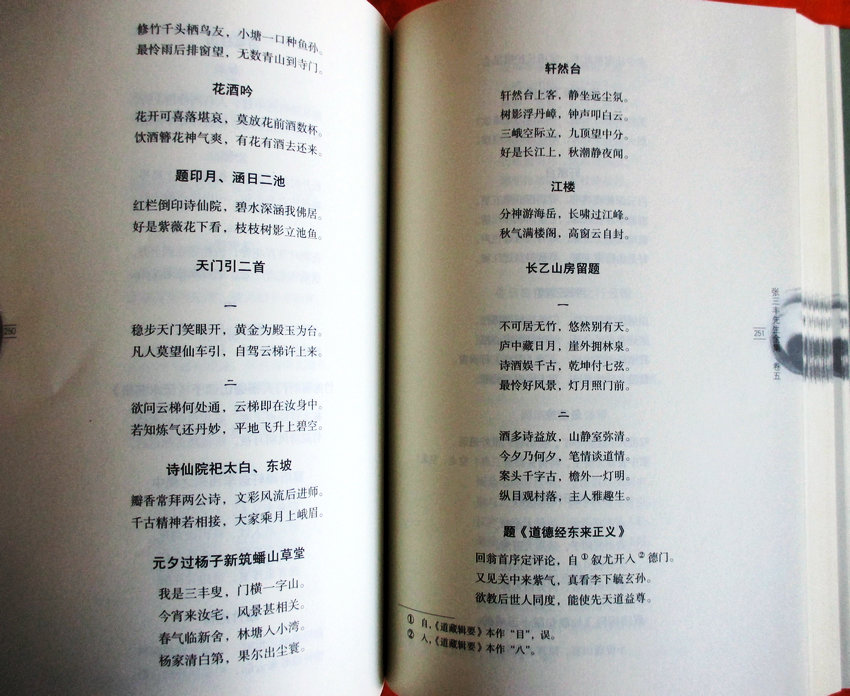 修竹千头栖鸟友，小塘一口种鱼孙。
最怜雨后排窗望，无数青山到寺门。
花酒吟
花开可喜落堪哀，莫放花前酒数杯。
饮酒簪花神气爽，有花有酒去还来。
题印月、涵日二池
红栏倒印诗仙院，碧水深涵我佛居。
好是紫薇花下看，枝枝树影立池鱼。
天门引二首
一
稳步天门笑眼开，黄金为殿玉为台。
凡人莫望仙车引，自驾云梯许上来。
二
欲问云梯何处通，云梯即在汝身中。
若知炼气还丹妙，平地飞升上碧空。
诗仙院祀太白、东坡
瓣香常拜两公诗，文彩风流后进师。
千古精神若相接，大家乘月上峨眉。
元夕过杨子新筑蟠山草堂
我是三丰叟，门横一字山。
今宵来汝宅，风景甚相关。
春气临新舍，林塘入小湾。
杨家清白第，果尔出尘寰。
250
轩然台
轩然台上客，静坐远尘氛。
树影浮丹嶂，钟声叩白云。
三峨空际立，九顶望中分。
好是长江上，秋潮静夜闻。
江楼
分神游海岳，长啸过江峰。
秋气满楼阁，高窗云自封。
长乙山房留题
一
不可居无竹，悠然别有天。
庐中藏日月，崖外拥林泉。
诗酒娱千古，乾坤付七弦。
最怜好风景，灯月照门前。
二
酒多诗益放，山静室弥清。
今夕乃何夕，笔情谈道情。
案头千字古，檐外一灯明。
纵目观村落，主人雅趣生。
题《道德经东来正义》
回翁首序定评论，自①叙尤开入②德门。
又见关中来紫气，真看李下毓玄孙。
欲教后世人同度，能使先天道益尊。
① 自，《道藏辑要》本作“目”，误。
② 人，《道藏辑要》本作“八”。
张三丰先生全集 卷五
251